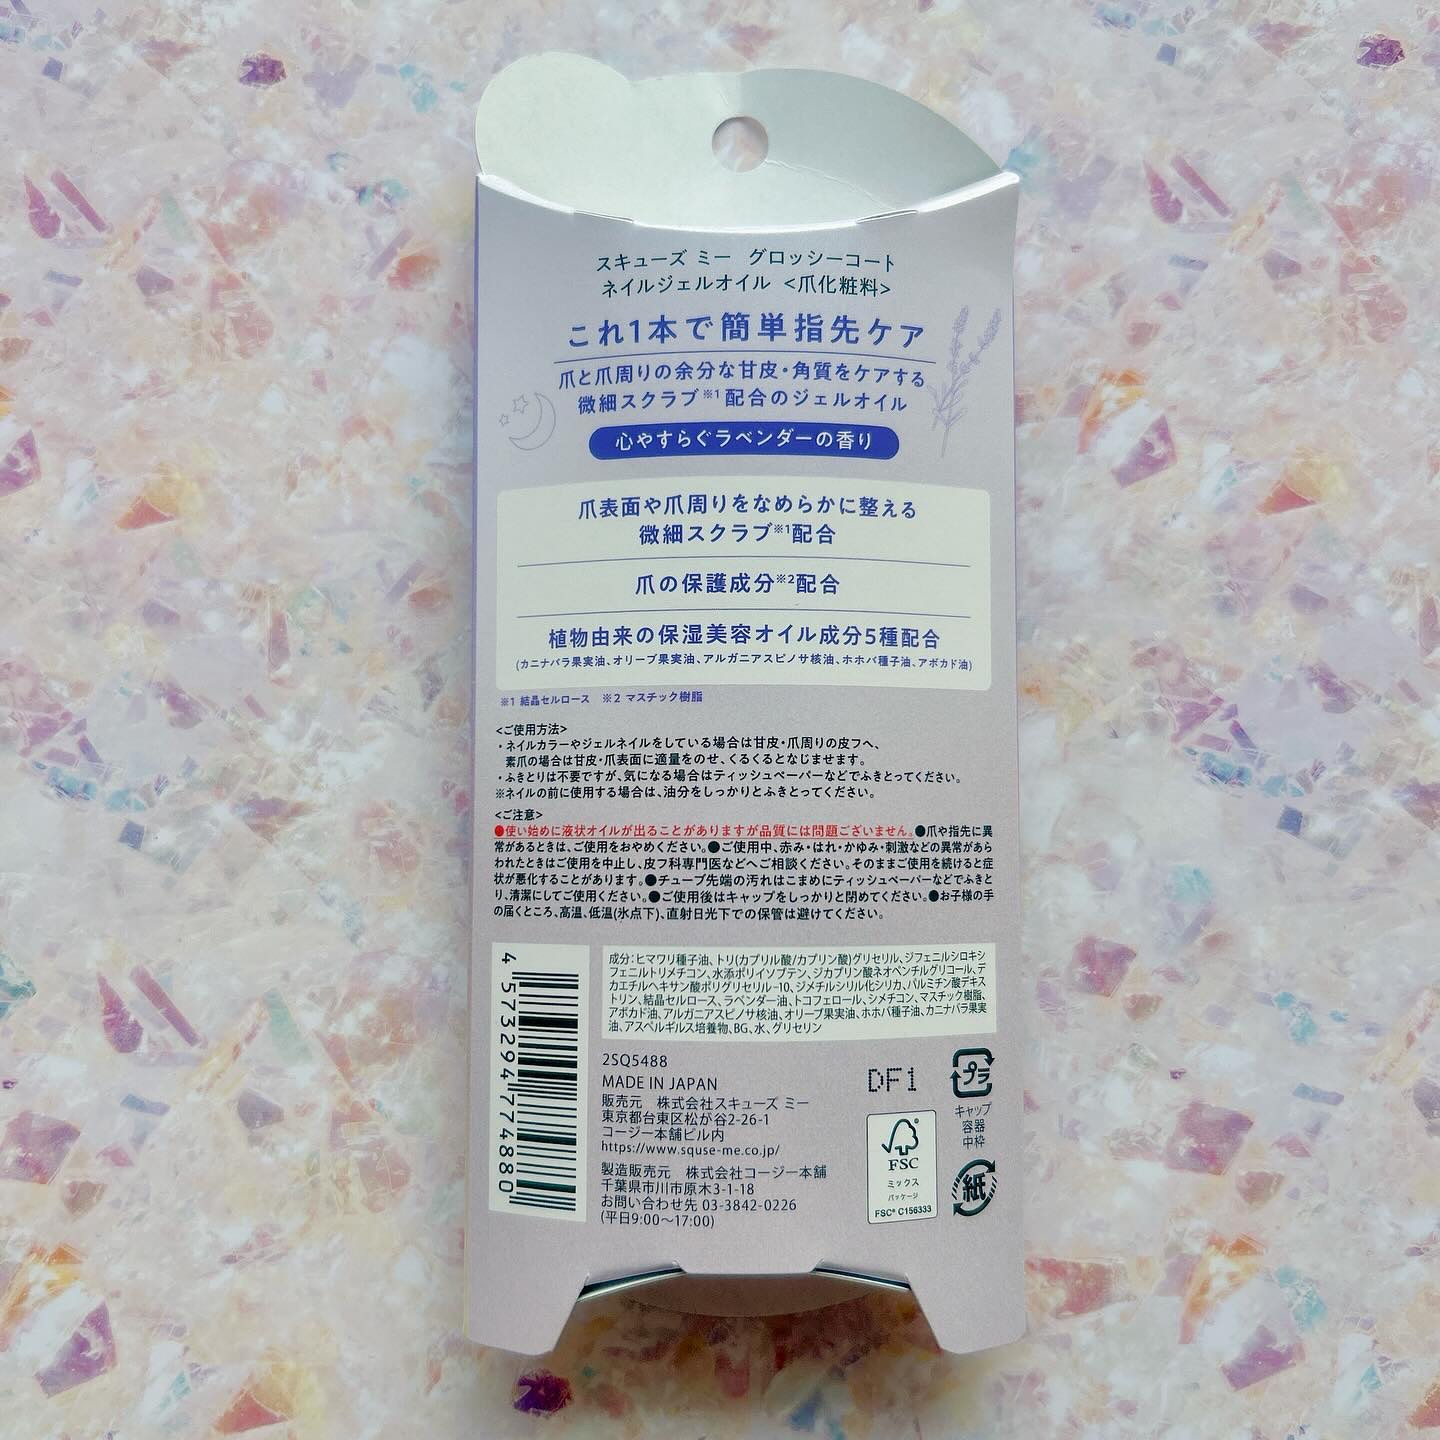 スキューズ ミー グロッシーコート
ネイルジェルオイル <爪化粧料>
これ1本で簡単指先ケア
爪と爪周りの余分な甘皮・角質をケアする
微細スクラブ※1配合のジェルオイル
心やすらぐラベンダーの香り
爪表面や爪周りをなめらかに整える
微細スクラブ※1配合
爪の保護成分※2配合
植物由来の保湿美容オイル成分5種配合
(カニナバラ果実油、オリーブ果実油、アルガニアスピノサ核油、ホホバ種子油、アボカド油)
※1 結晶セルロース ※2 マスチック樹脂
<ご使用方法>
・ネイルカラーやジェルネイルをしている場合は甘皮・爪周りの皮フへ、
素爪の場合は甘皮・爪表面に適量をのせ、くるくるとなじませます。
・ふきとりは不要ですが、気になる場合はティッシュペーパーなどでふきとってください。
※ネイルの前に使用する場合は、油分をしっかりとふきとってください。
<ご注意>
●使い始めに液状オイルが出ることがありますが品質には問題ございません。●爪や指先に異
常があるときは、ご使用をおやめください。●ご使用中、赤み・はれ・かゆみ・刺激などの異常があら
われたときはご使用を中止し、皮フ科専門医などへご相談ください。そのままご使用を続けると症
状が悪化することがあります。●チューブ先端の汚れはこまめにティッシュペーパーなどでふきと
り、清潔にしてご使用ください。●ご使用後はキャップをしっかりと閉めてください。●お子様の手
の届くところ、高温、低温(氷点下)、直射日光下での保管は避けてください。
4 573294 774880
成分:ヒマワリ種子油、トリ(カプリル酸/カプリン酸)グリセリル、ジフェニルシロキシ
フェニルトリメチコン、水添ポリイソブテン、ジカプリン酸ネオペンチルグリコール、デ
カエチルヘキサン酸ポリグリセリル-10、ジメチルシリル化シリカ、パルミチン酸デキス
トリン、結晶セルロース、ラベンダー油、トコフェロール、シメチコン、マスチック樹脂、
アボカド油、アルガニアスピノサ核油、オリーブ果実油、ホホバ種子油、カニナバラ果実
油、アスペルギルス培養物、BG、水、グリセリン
2SQ5488
MADE IN JAPAN
販売元 株式会社スキューズ ミー
東京都台東区松が谷2-26-1
コージー本舗ビル内
https://www.squse-me.co.jp/
製造販売元 株式会社コージー本舗
千葉県市川市原木3-1-18
お問い合わせ先 03-3842-0226
(平日9:00～17:00)
DF1
プラ
キャップ
容器
中枠
FSC
ミックス
パッケージ
FSC® C156333
紙